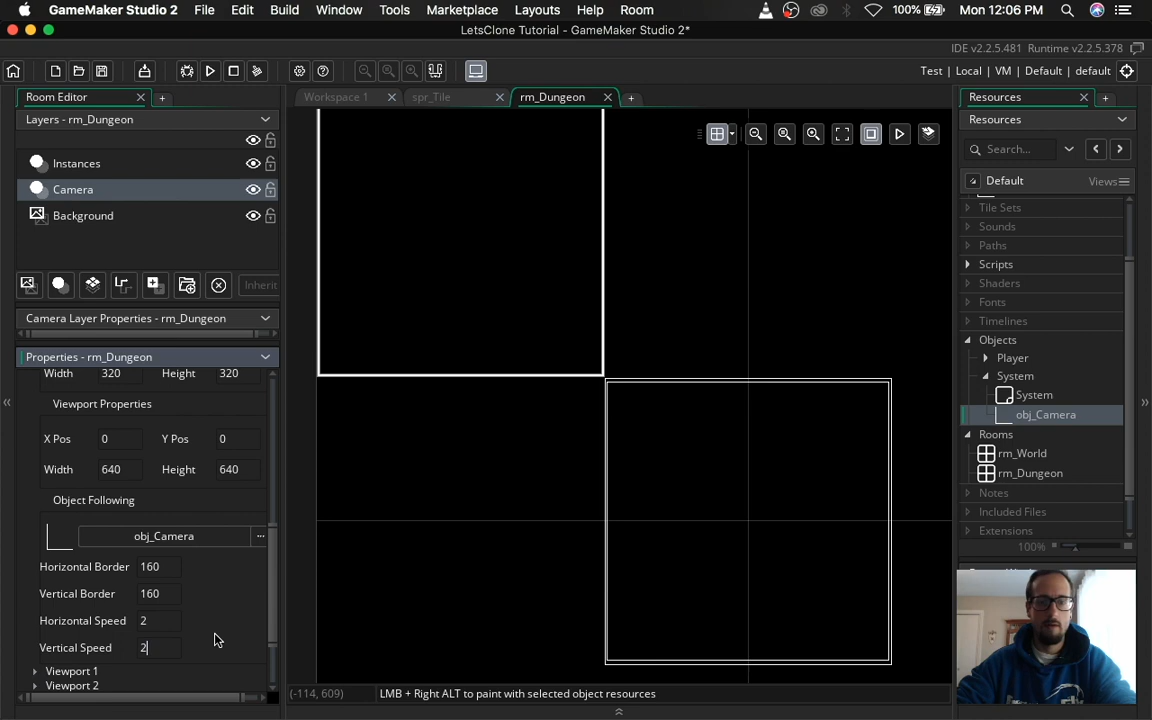 GameMaker Studio 2 File Edit Build Window Tools Marketplace Layouts Help Room 100% Mon 12:06 PM
LetsClone Tutorial - GameMaker Studio 2*
IDE v2.2.5.481 Runtime v2.2.5.378
Test | Local | VM | Default | default
Room Editor
Workspace 1
spr_Tile
rm_Dungeon
Resources
Layers - rm_Dungeon
Resources
Instances
Search...
Camera
Default
Views
Background
Tile Sets
Sounds
Paths
Scripts
Inherit
Shaders
Fonts
Camera Layer Properties - rm_Dungeon
Timelines
Objects
Properties - rm_Dungeon
Player
Width 320 Height 320
System
Viewport Properties
System
obj_Camera
X Pos 0 Y Pos 0
Rooms
rm_World
Width 640 Height 640
rm_Dungeon
Object Following
Notes
Included Files
obj_Camera
Extensions
100%
Horizontal Border 160
Vertical Border 160
Horizontal Speed 2
Vertical Speed 2
Viewport 1
Viewport 2
(-114, 609)
LMB + Right ALT to paint with selected object resources